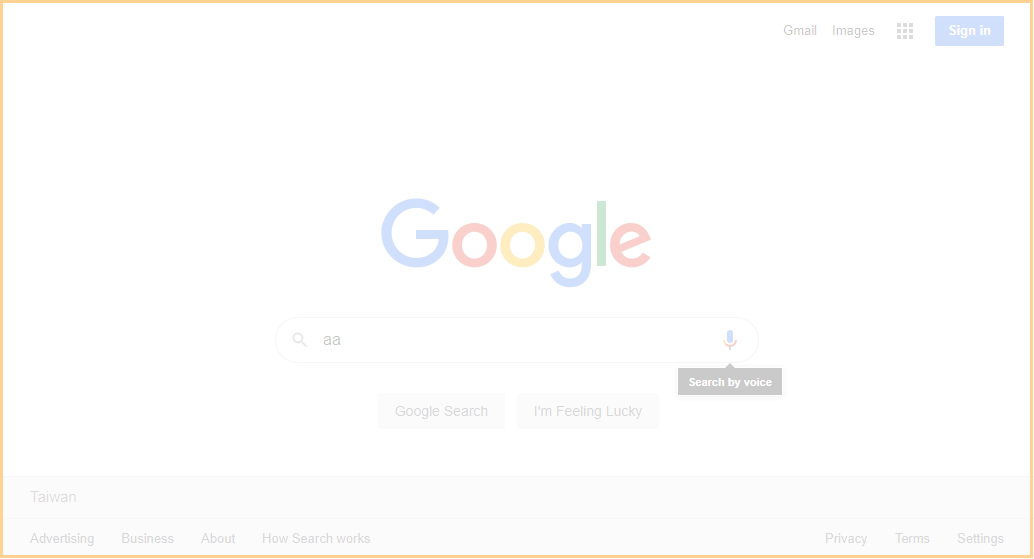 Gmail Images Sign in
Google
aa
Search by voice
Google Search I'm Feeling Lucky
Taiwan
Advertising Business About How Search works Privacy Terms Settings